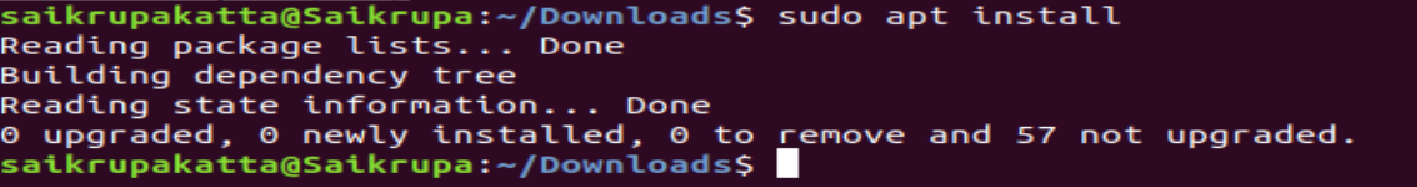 saikrupakatta@Saikrupa:~/Downloads$ sudo apt install
Reading package lists... Done
Building dependency tree
Reading state information... Done
0 upgraded, 0 newly installed, 0 to remove and 57 not upgraded.
saikrupakatta@Saikrupa:~/Downloads$